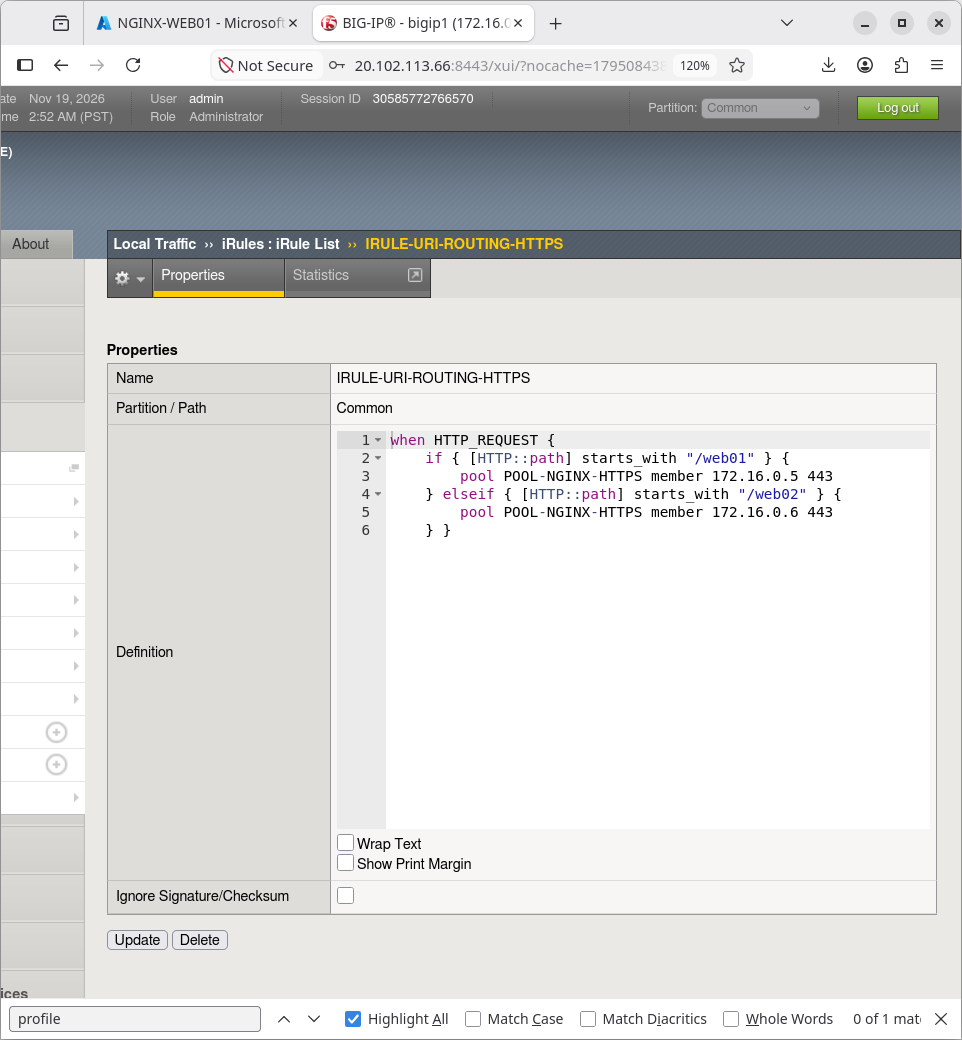 NGINX-WEB01 - Microsoft
BIG-IP® - bigip1 (172.16.0
Not Secure
20.102.113.66:8443/xui/?nocache=179508438
120%
ate Nov 19, 2026
me 2:52 AM (PST)
User admin
Role Administrator
Session ID 30585772766570
Partition: Common
Log out
E)
About
Local Traffic ›› iRules : iRule List ›› IRULE-URI-ROUTING-HTTPS
Properties
Statistics
Properties
Name IRULE-URI-ROUTING-HTTPS
Partition / Path Common
Definition
1 when HTTP_REQUEST {
2 if { [HTTP::path] starts_with "/web01" } {
3 pool POOL-NGINX-HTTPS member 172.16.0.5 443
4 } elseif { [HTTP::path] starts_with "/web02" } {
5 pool POOL-NGINX-HTTPS member 172.16.0.6 443
6 } }
Wrap Text
Show Print Margin
Ignore Signature/Checksum
Update Delete
ices
profile
Highlight All
Match Case
Match Diacritics
Whole Words
0 of 1 mat